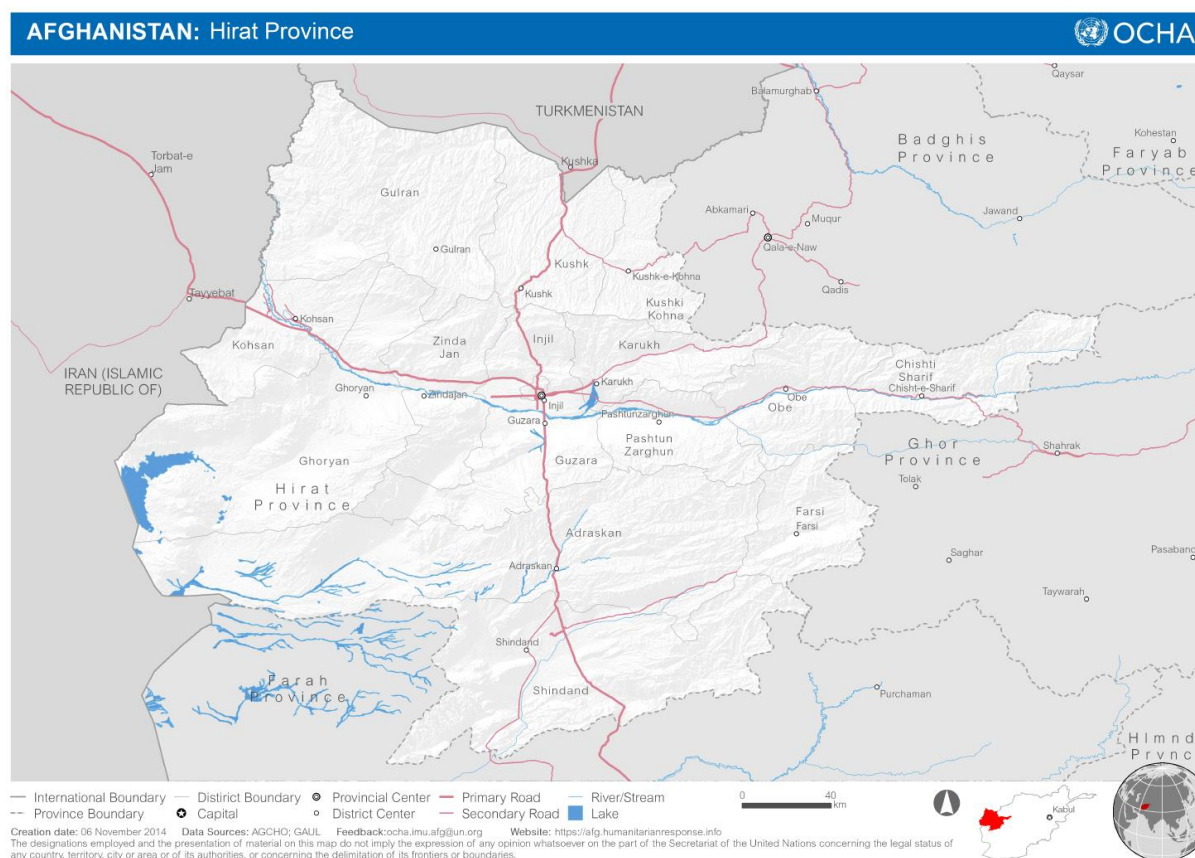 AFGHANISTAN: Hirat Province
OCHA
TURKMENISTAN
Qaysar
Balamurghab
Badghis
Province
Kohestan
Faryab
Province
Torbat-e
Jam
Kushka
Gulran
Abkamari
Muqur
Jawand
Gulran
Qala-e-Naw
Kushk
Kushk-e-Kohna
Qadis
Tayyebat
Kushk
Kushki
Kohna
Kohsan
Kohsan
Zinda
Jan
Injil
Karukh
IRAN (ISLAMIC
REPUBLIC OF)
Chishti
Sharif
Ghoryan
Zindajan
Karukh
Injil
Obe
Chisht-e-Sharif
Obe
Guzara
Pashtunzarghun
Pashtun
Zarghun
Ghor
Province
Shahrak
Ghoryan
Guzara
Tolak
Hirat
Province
Farsi
Farsi
Adraskan
Adraskan
Saghar
Pasaband
Taywarah
Shindand
Farah
Province
Shindand
Purchaman
Hlmnd
Prvnc
International Boundary
District Boundary
Provincial Center
Primary Road
River/Stream
0 40
km
Province Boundary
Capital
District Center
Secondary Road
Lake
Kabul
Creation date: 06 November 2014 Data Sources: AGCHO; GAUL Feedback:ocha.imu.afg@un.org Website: https://afg.humanitarianresponse.info
The designations employed and the presentation of material on this map do not imply the expression of any opinion whatsoever on the part of the Secretariat of the United Nations concerning the legal status of
any country, territory, city or area or of its authorities, or concerning the delimitation of its frontiers or boundaries.